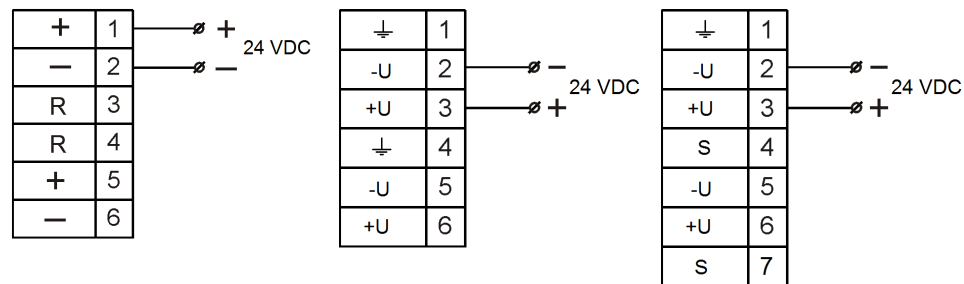 + 1 +
24 VDC
— 2 —
R 3
R 4
+ 5
— 6
⏚ 1
-U 2 —
24 VDC
+U 3 +
⏚ 4
-U 5
+U 6
⏚ 1
-U 2 —
24 VDC
+U 3 +
S 4
-U 5
+U 6
S 7